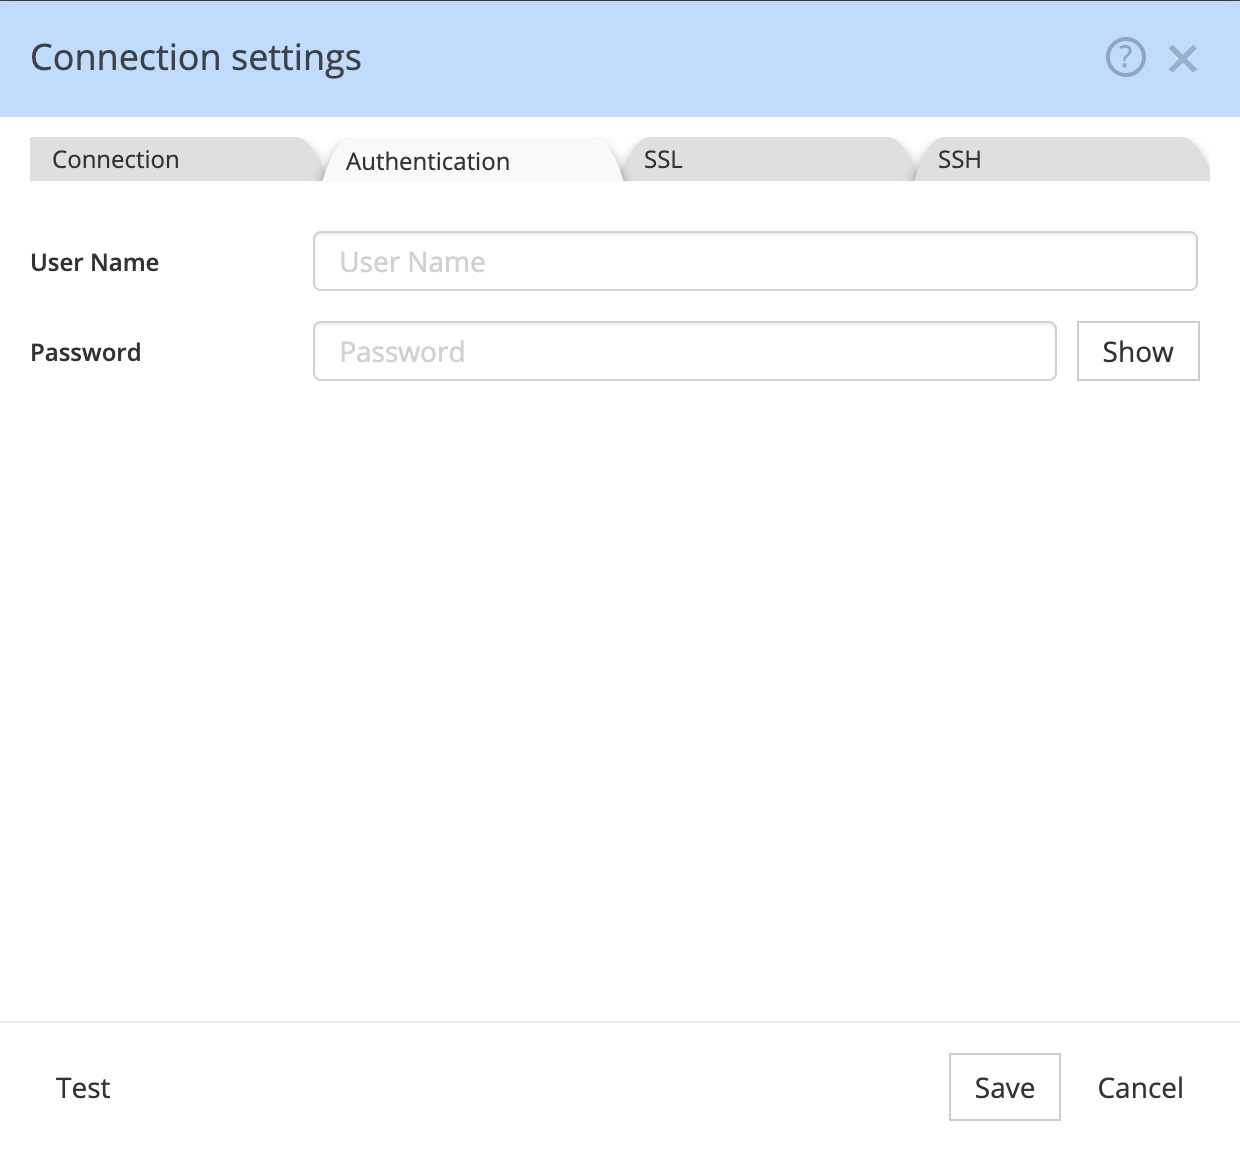 Connection settings
?
Connection Authentication SSL SSH
User Name User Name
Password Password Show
Test Save Cancel